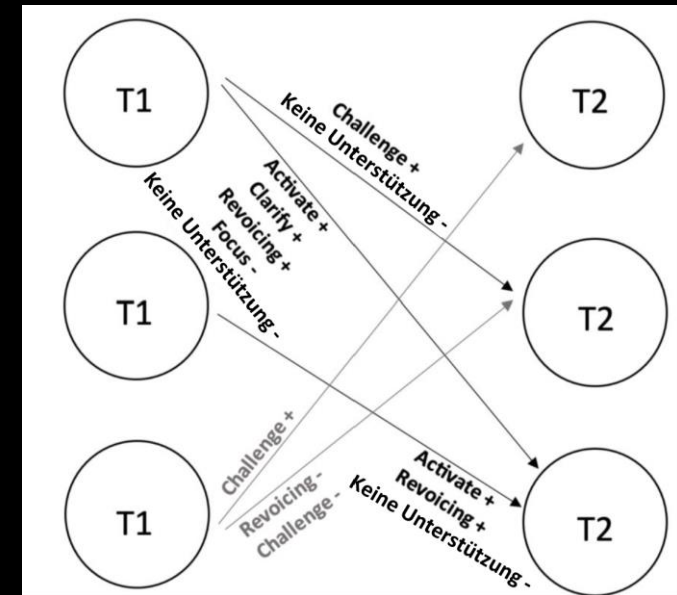 T1
T2
Challenge +
Keine Unterstützung -
Activate +
Clarify +
Revoicing +
Focus -
Keine Unterstützung -
T1
T2
Challenge +
Revoicing -
Challenge -
Activate +
Revoicing +
Keine Unterstützung -
T1
T2